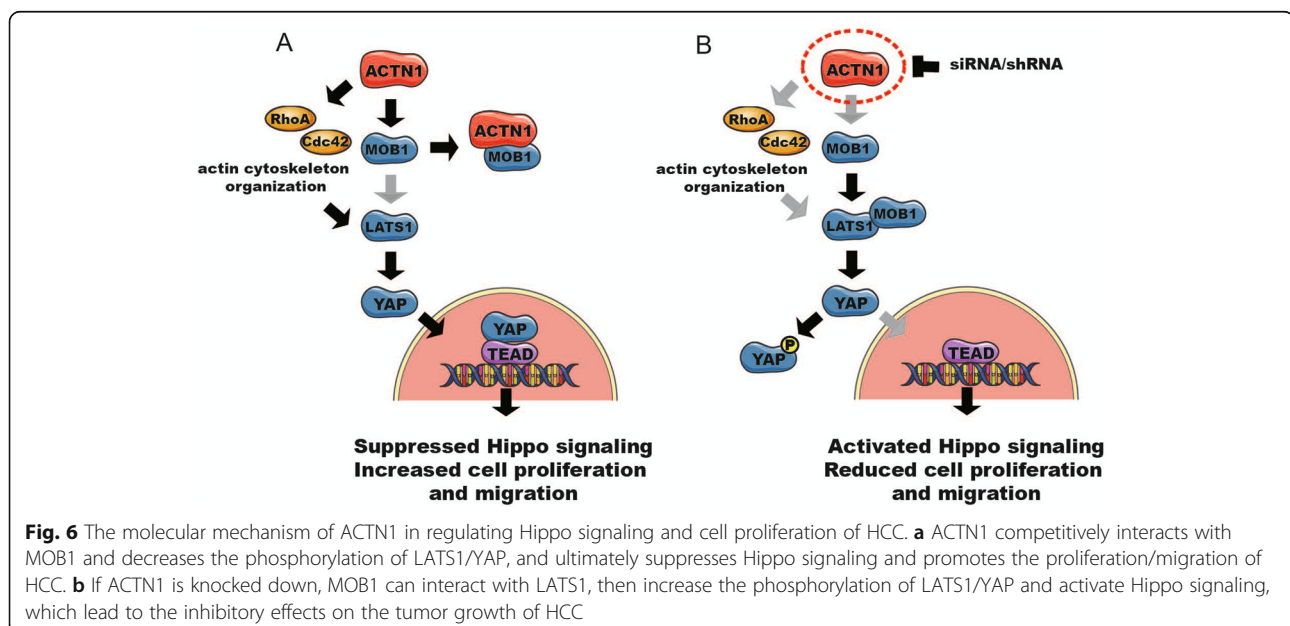 A
ACTN1
RhoA
Cdc42
MOB1
ACTN1
MOB1
actin cytoskeleton
organization
LATS1
YAP
YAP
TEAD
Suppressed Hippo signaling
Increased cell proliferation
and migration
B
ACTN1
siRNA/shRNA
RhoA
Cdc42
MOB1
actin cytoskeleton
organization
LATS1
MOB1
YAP
YAP
P
TEAD
Activated Hippo signaling
Reduced cell proliferation
and migration
Fig. 6 The molecular mechanism of ACTN1 in regulating Hippo signaling and cell proliferation of HCC. a ACTN1 competitively interacts with
MOB1 and decreases the phosphorylation of LATS1/YAP, and ultimately suppresses Hippo signaling and promotes the proliferation/migration of
HCC. b If ACTN1 is knocked down, MOB1 can interact with LATS1, then increase the phosphorylation of LATS1/YAP and activate Hippo signaling,
which lead to the inhibitory effects on the tumor growth of HCC